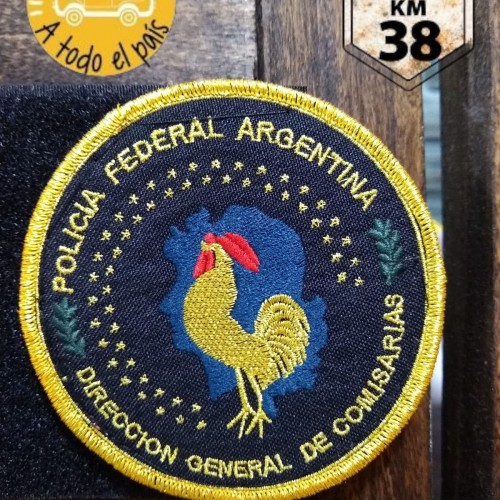 A todo el país
KM
38
POLICIA FEDERAL ARGENTINA
DIRECCION GENERAL DE COMISARIAS